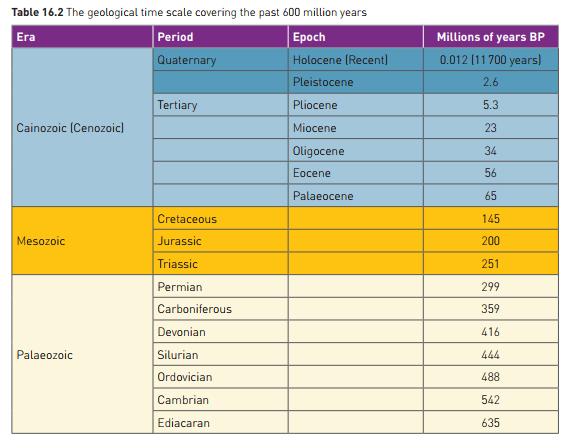 Table 16.2 The geological time scale covering the past 600 million years
Era Period Epoch Millions of years BP
Quaternary Holocene (Recent) 0.012 (11 700 years)
Pleistocene 2.6
Tertiary Pliocene 5.3
Cainozoic (Cenozoic) Miocene 23
Oligocene 34
Eocene 56
Palaeocene 65
Cretaceous 145
Mesozoic Jurassic 200
Triassic 251
Permian 299
Carboniferous 359
Devonian 416
Palaeozoic Silurian 444
Ordovician 488
Cambrian 542
Ediacaran 635